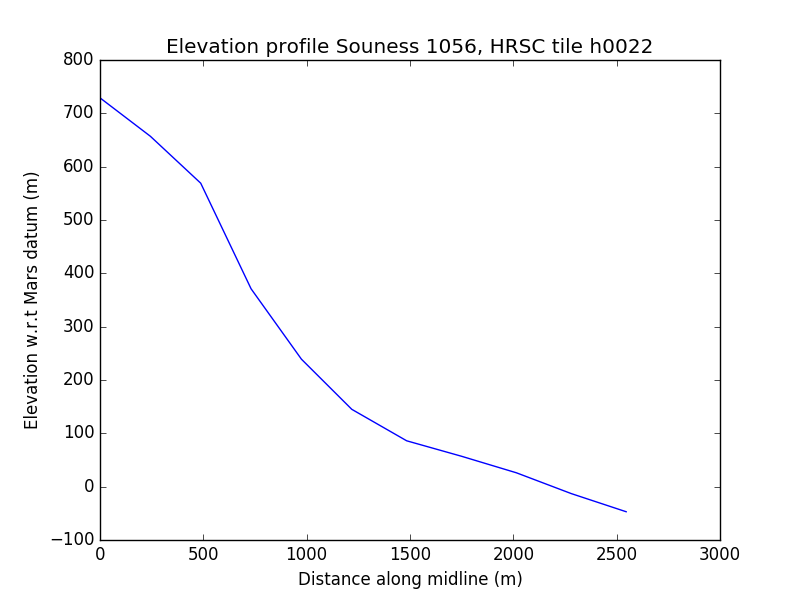 Elevation profile Souness 1056, HRSC tile h0022
800
700
600
500
400
300
200
100
0
−100
Elevation w.r.t Mars datum (m)
0 500 1000 1500 2000 2500 3000
Distance along midline (m)